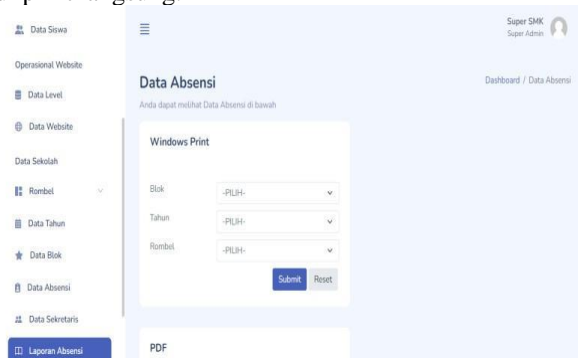 Data Siswa
Operasional Website
Data Level
Data Website
Data Sekolah
Rombel
Data Tahun
Data Blok
Data Absensi
Data Sekretaris
Laporan Absensi
Super SMK
Super Admin
Data Absensi
Dashboard / Data Absensi
Anda dapat melihat Data Absensi di bawah
Windows Print
Blok -PILIH-
Tahun -PILIH-
Rombel -PILIH-
Submit Reset
PDF